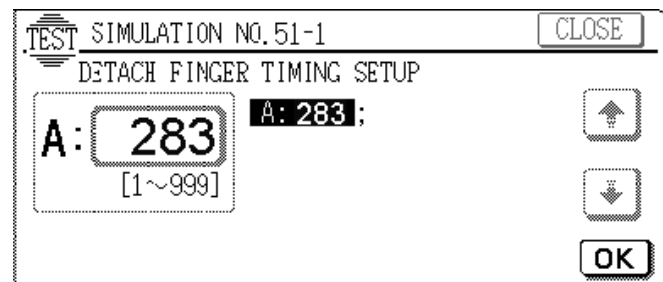 TEST SIMULATION NO.51-1 CLOSE
DETACH FINGER TIMING SETUP
A: 283 A: 283 ;
[1~999]
OK